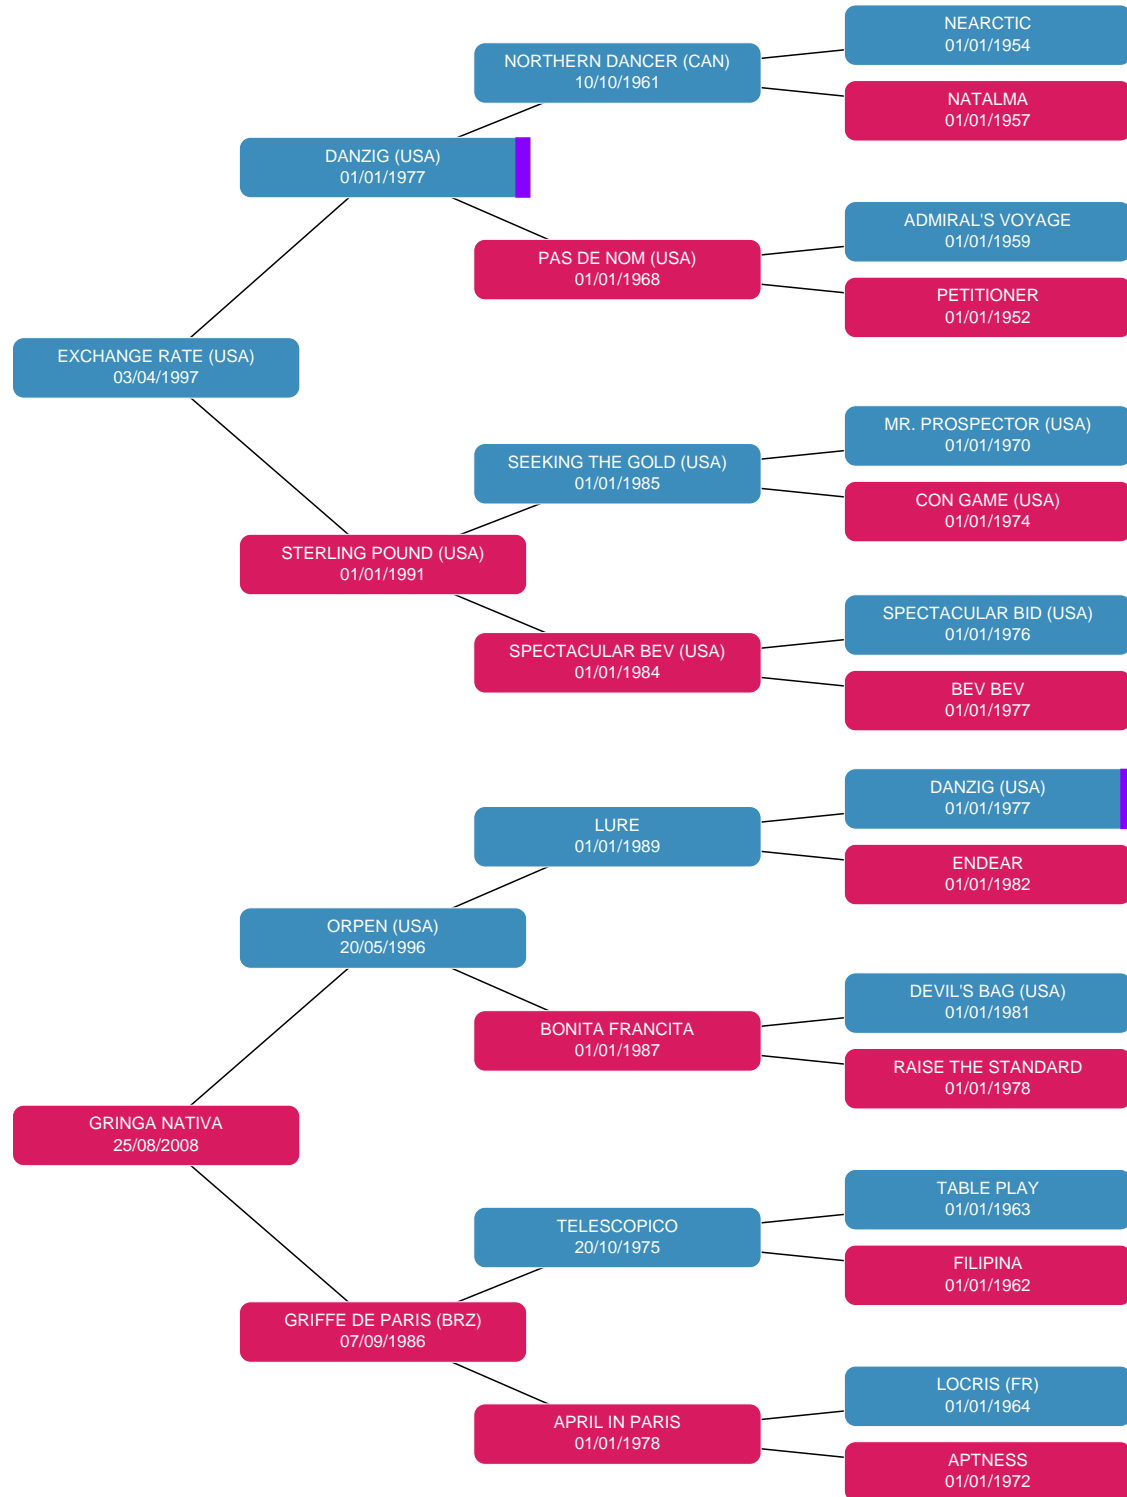 NEARCTIC
01/01/1954
NORTHERN DANCER (CAN)
10/10/1961
NATALMA
01/01/1957
DANZIG (USA)
01/01/1977
ADMIRAL'S VOYAGE
01/01/1959
PAS DE NOM (USA)
01/01/1968
PETITIONER
01/01/1952
EXCHANGE RATE (USA)
03/04/1997
MR. PROSPECTOR (USA)
01/01/1970
SEEKING THE GOLD (USA)
01/01/1985
CON GAME (USA)
01/01/1974
STERLING POUND (USA)
01/01/1991
SPECTACULAR BID (USA)
01/01/1976
SPECTACULAR BEV (USA)
01/01/1984
BEV BEV
01/01/1977
DANZIG (USA)
01/01/1977
LURE
01/01/1989
ENDEAR
01/01/1982
ORPEN (USA)
20/05/1996
DEVIL'S BAG (USA)
01/01/1981
BONITA FRANCITA
01/01/1987
RAISE THE STANDARD
01/01/1978
GRINGA NATIVA
25/08/2008
TABLE PLAY
01/01/1963
TELESCOPICO
20/10/1975
FILIPINA
01/01/1962
GRIFFE DE PARIS (BRZ)
07/09/1986
LOCRIS (FR)
01/01/1964
APRIL IN PARIS
01/01/1978
APTNESS
01/01/1972